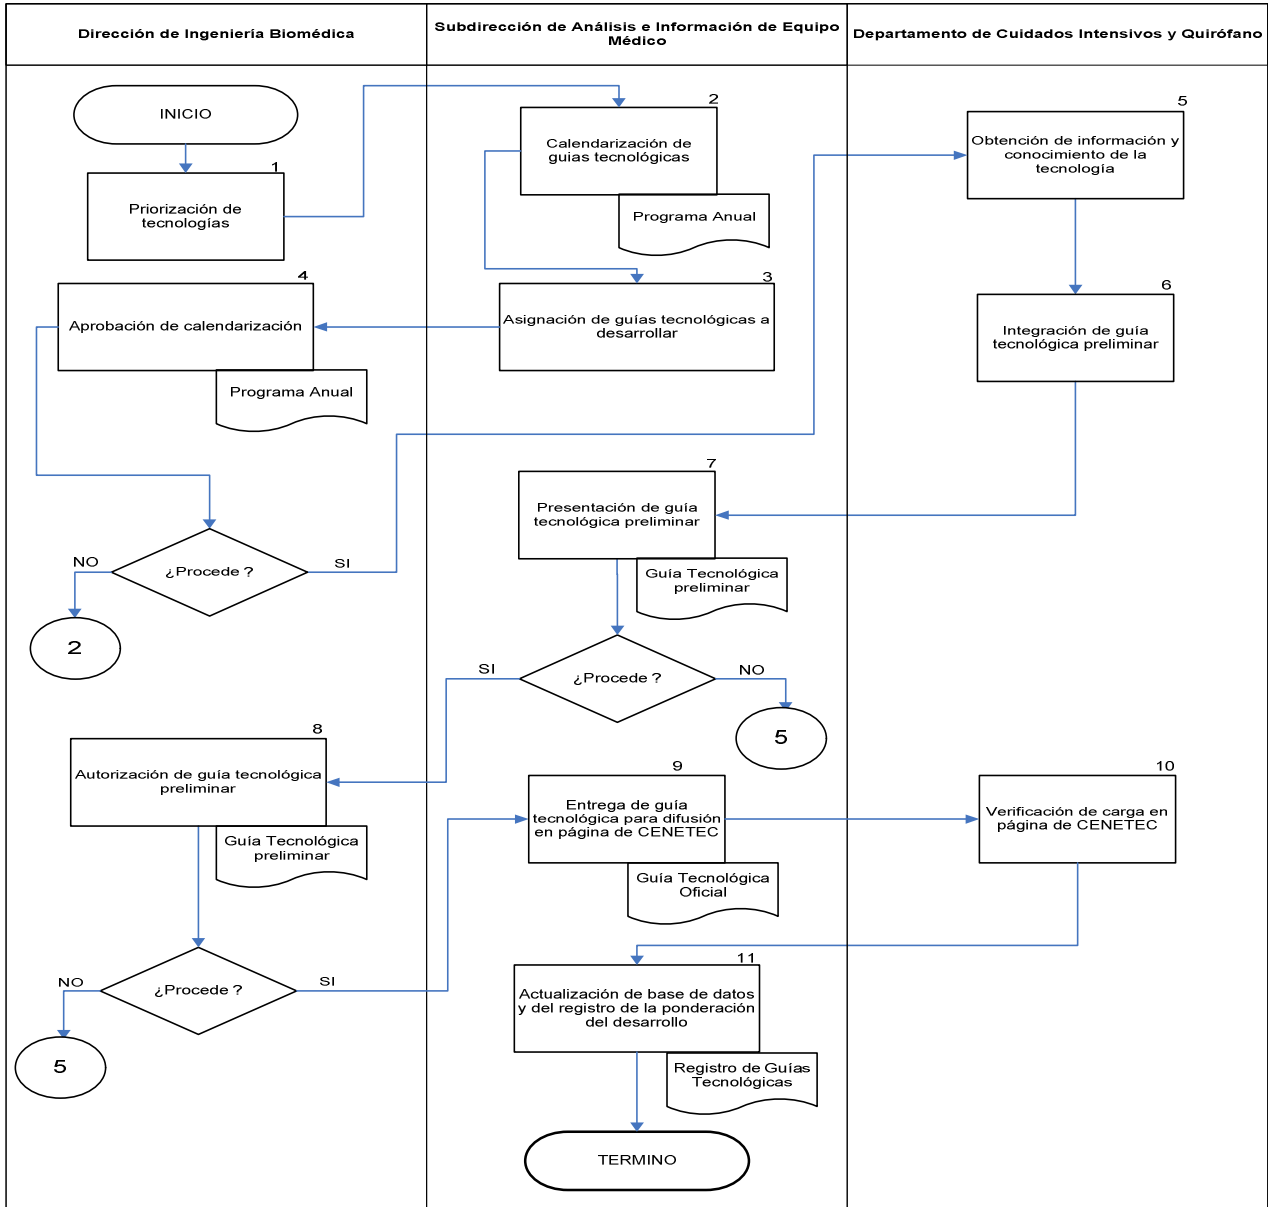 Dirección de Ingeniería Biomédica
Subdirección de Análisis e Información de Equipo
Médico
Departamento de Cuidados Intensivos y Quirófano
INICIO
1
Priorización de
tecnologías
2
Calendarización de
guias tecnológicas
Programa Anual
3
Asignación de guías tecnológicas a
desarrollar
4
Aprobación de calendarización
Programa Anual
¿Procede ?
NO
SI
2
5
Obtención de información y
conocimiento de la
tecnología
6
Integración de guía
tecnológica preliminar
7
Presentación de guía
tecnológica preliminar
Guía Tecnológica
preliminar
¿Procede ?
SI
NO
5
8
Autorización de guía tecnológica
preliminar
Guía Tecnológica
preliminar
¿Procede ?
NO
SI
5
9
Entrega de guía
tecnológica para difusión
en página de CENETEC
Guía Tecnológica
Oficial
10
Verificación de carga en
página de CENETEC
11
Actualización de base de datos
y del registro de la ponderación
del desarrollo
Registro de Guías
Tecnológicas
TERMINO